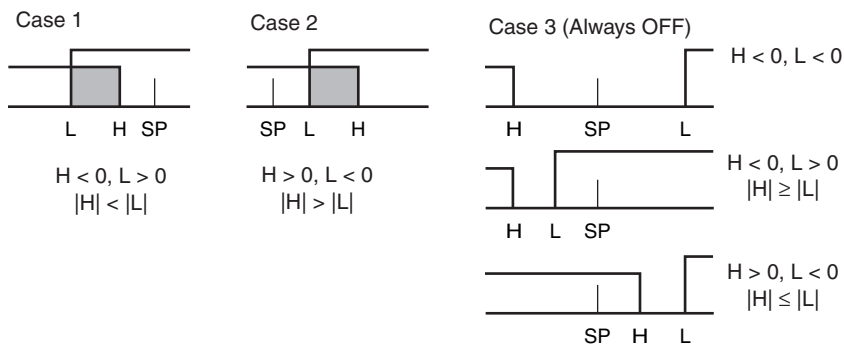 Case 1
L H SP
H < 0, L > 0
|H| < |L|
Case 2
SP L H
H > 0, L < 0
|H| > |L|
Case 3 (Always OFF)
H < 0, L < 0
H SP L
H < 0, L > 0
|H| ≥ |L|
H L SP
H > 0, L < 0
|H| ≤ |L|
SP H L